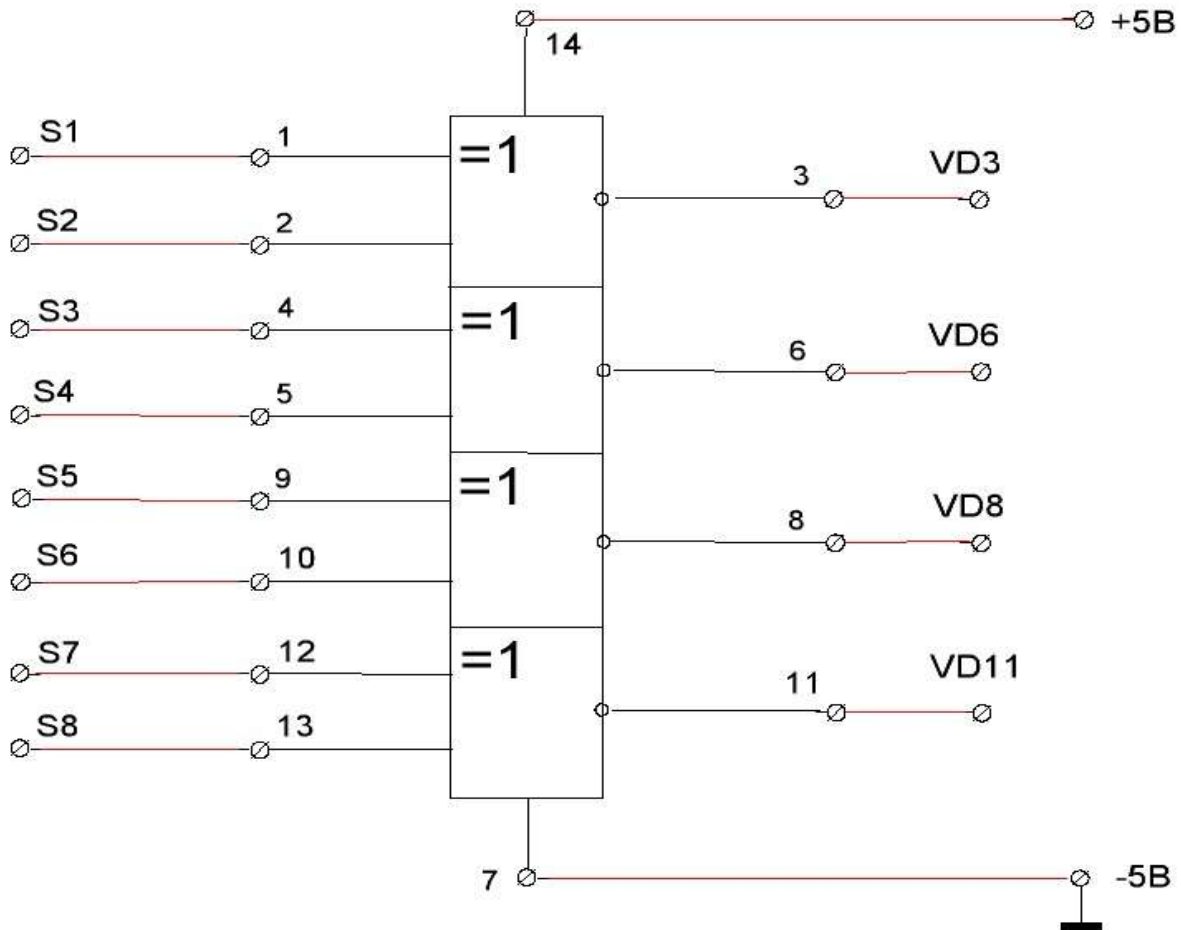 +5В
14
S1 1 =1
3 VD3
S2 2
S3 4 =1
6 VD6
S4 5
S5 9 =1
8 VD8
S6 10
S7 12 =1
11 VD11
S8 13
7 -5В